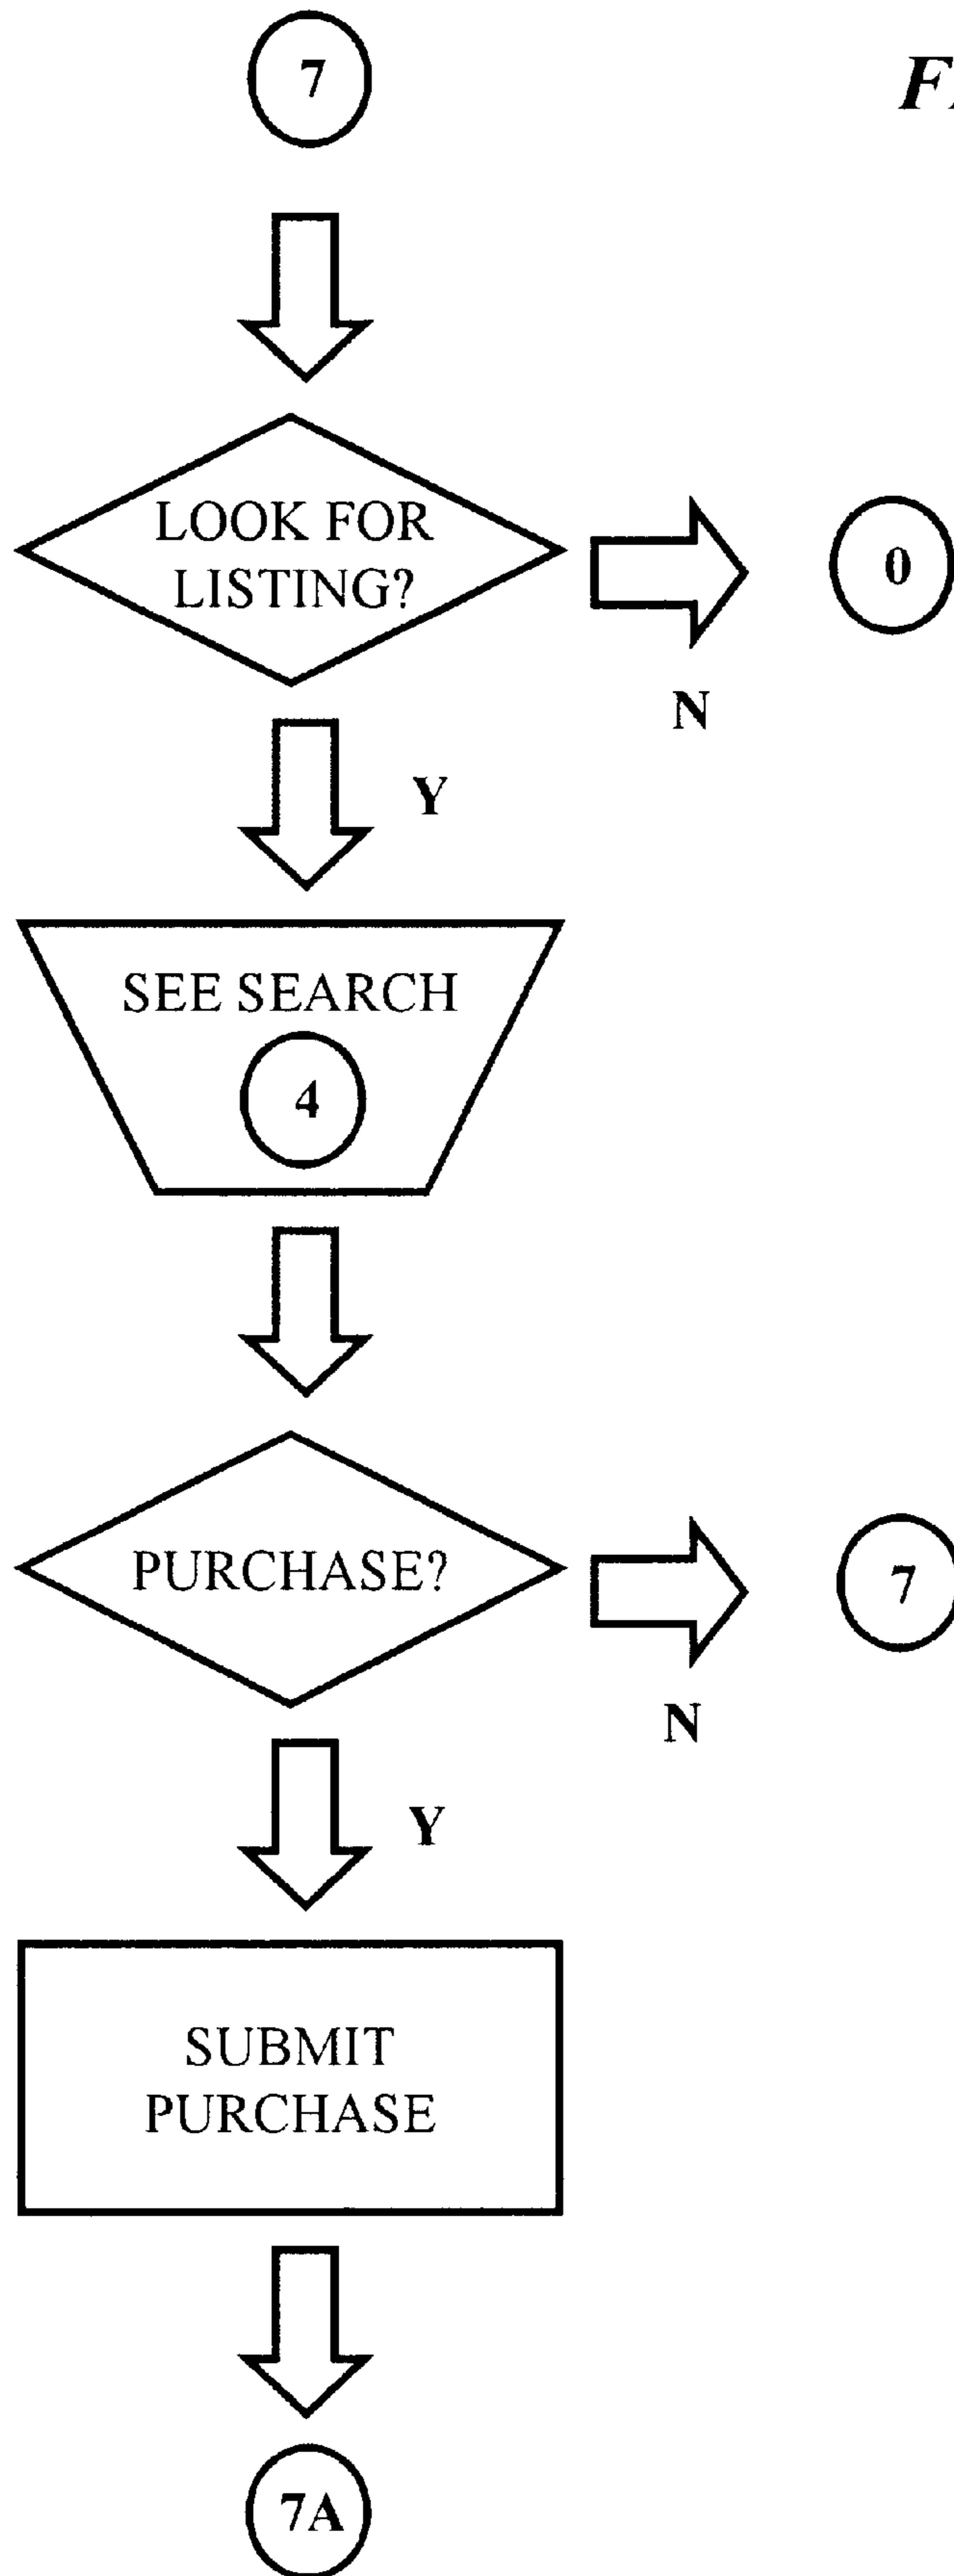 7
LOOK FOR
LISTING?
0
N
Y
SEE SEARCH
4
PURCHASE?
7
N
Y
SUBMIT
PURCHASE
7A